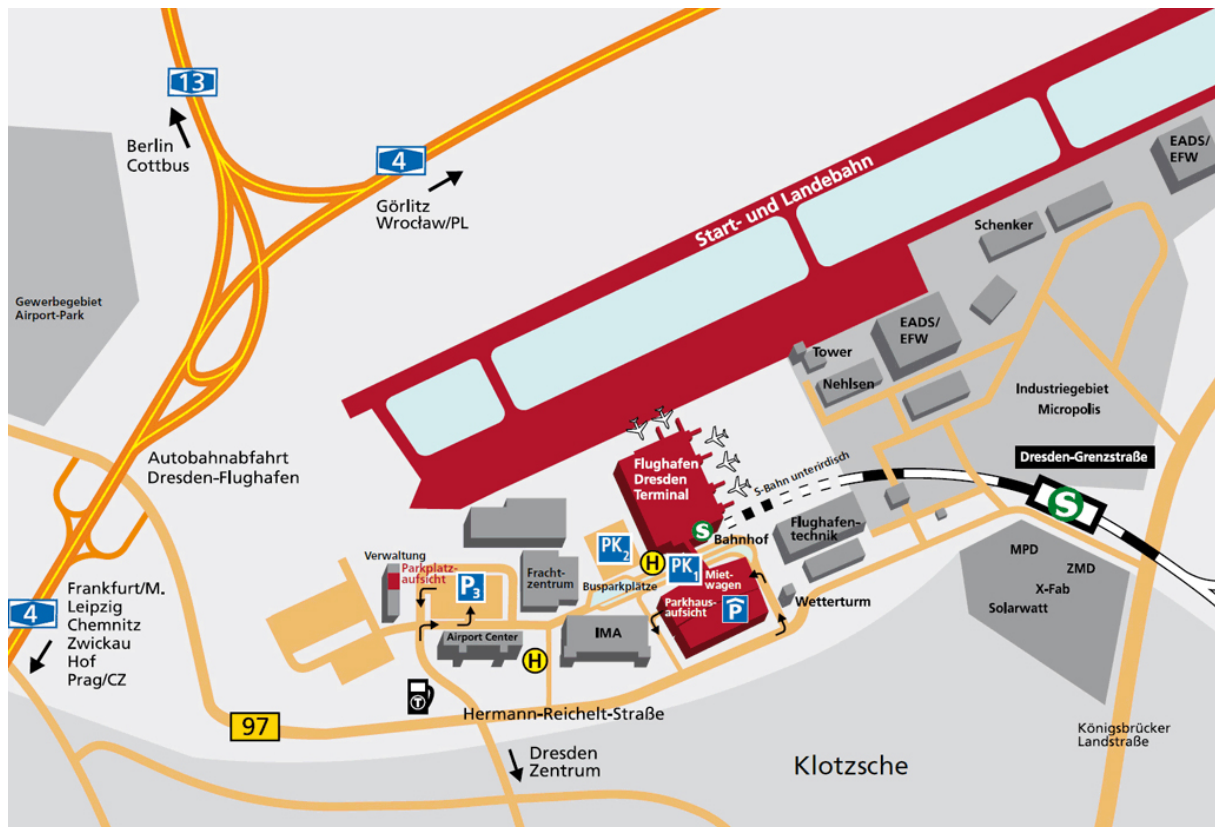 13
Berlin
Cottbus
4
Görlitz
Wrocław/PL
Start- und Landebahn
EADS/
EFW
Schenker
Gewerbegebiet
Airport-Park
EADS/
EFW
Tower
Nehlsen
Industriegebiet
Micropolis
Autobahnabfahrt
Dresden-Flughafen
Flughafen
Dresden
Terminal
S-Bahn unterirdisch
Dresden-Grenzstraße
S
S
Bahnhof
Flughafen-
technik
PK2
H
PK1
Miet-
wagen
Verwaltung
Parkplatz-
aufsicht
P3
Fracht-
zentrum
Busparkplätze
Parkhaus-
aufsicht
P
Wetterturm
MPD
ZMD
X-Fab
Solarwatt
4
Frankfurt/M.
Leipzig
Chemnitz
Zwickau
Hof
Prag/CZ
Airport Center
IMA
H
T
97
Hermann-Reichelt-Straße
Dresden
Zentrum
Klotzsche
Königsbrücker
Landstraße